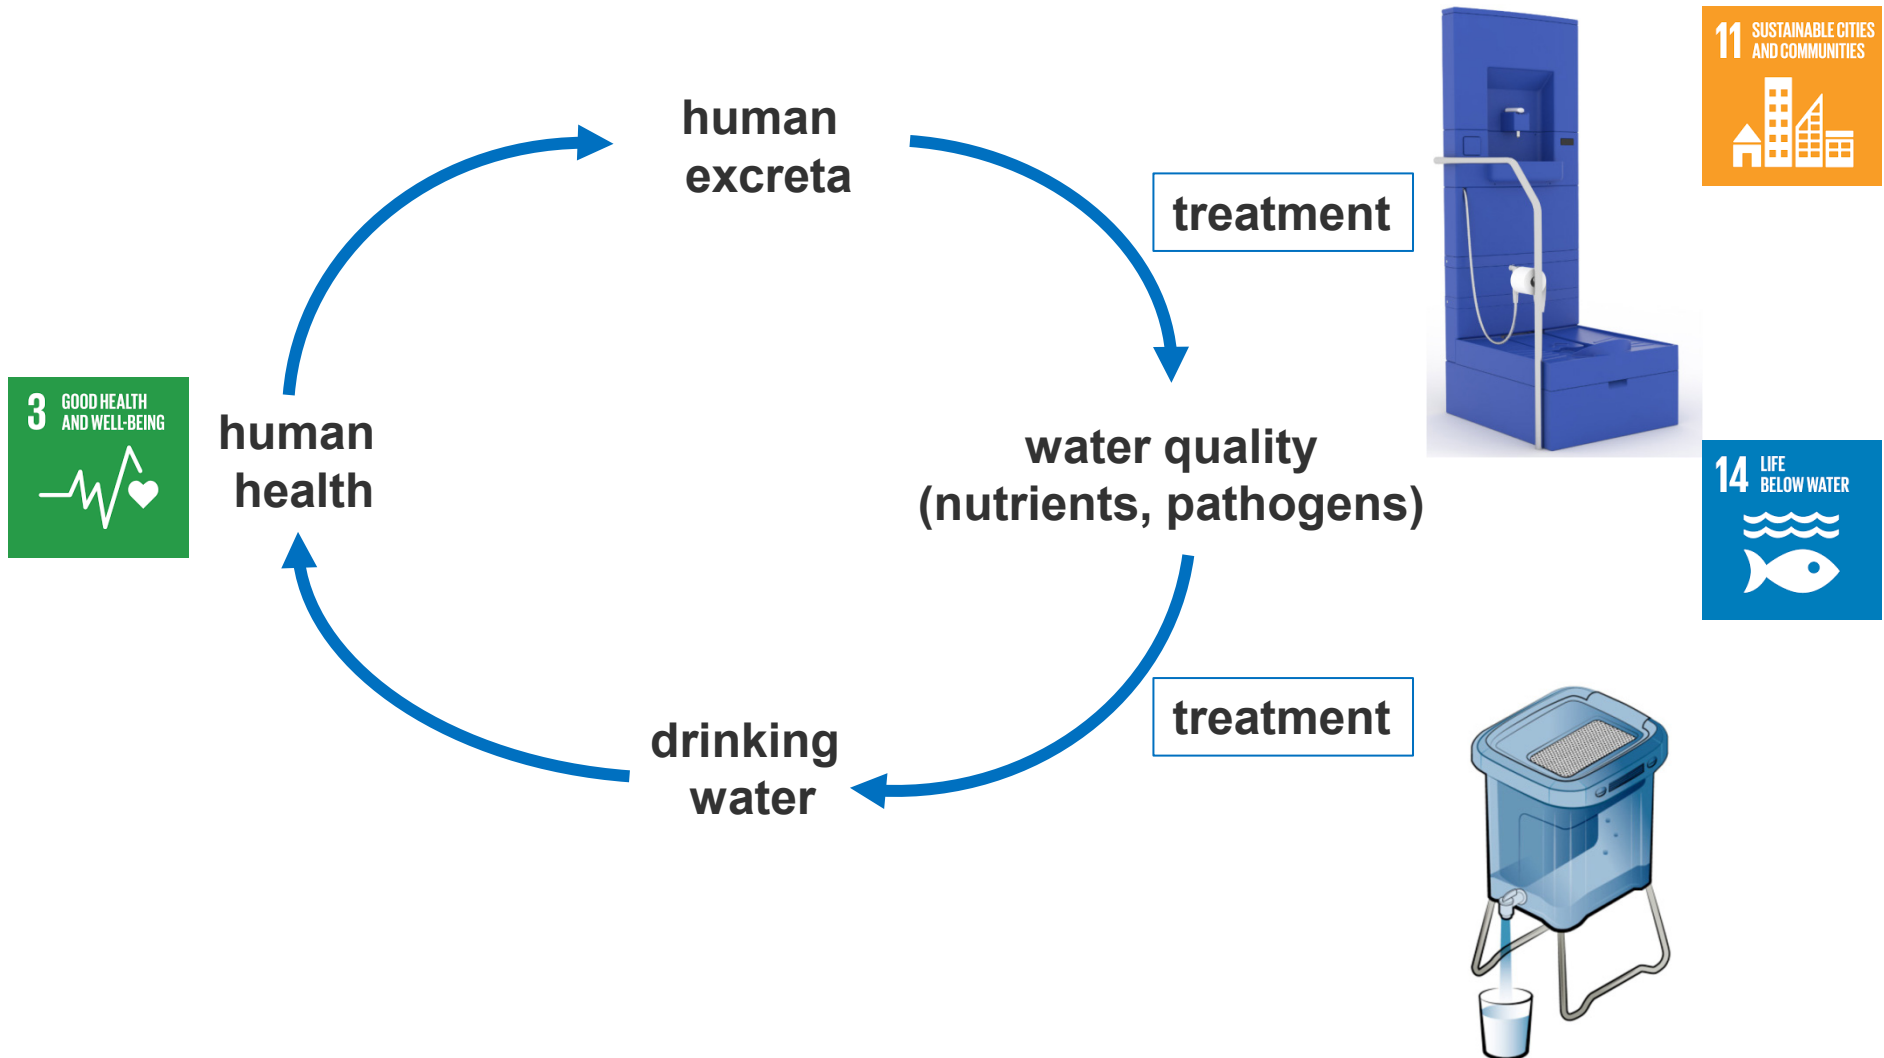 11 SUSTAINABLE CITIES
AND COMMUNITIES
human
excreta
treatment
3 GOOD HEALTH
AND WELL-BEING
human
health
water quality
(nutrients, pathogens)
14 LIFE
BELOW WATER
treatment
drinking
water